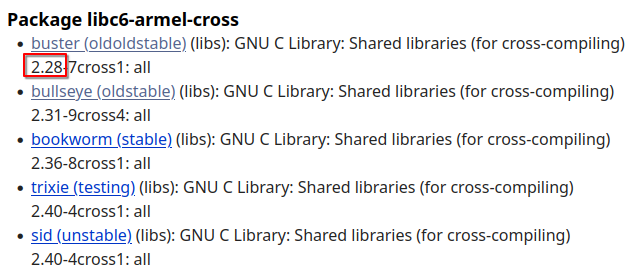 Package libc6-armel-cross
• buster (oldoldstable) (libs): GNU C Library: Shared libraries (for cross-compiling)
2.28-7cross1: all
• bullseye (oldstable) (libs): GNU C Library: Shared libraries (for cross-compiling)
2.31-9cross4: all
• bookworm (stable) (libs): GNU C Library: Shared libraries (for cross-compiling)
2.36-8cross1: all
• trixie (testing) (libs): GNU C Library: Shared libraries (for cross-compiling)
2.40-4cross1: all
• sid (unstable) (libs): GNU C Library: Shared libraries (for cross-compiling)
2.40-4cross1: all